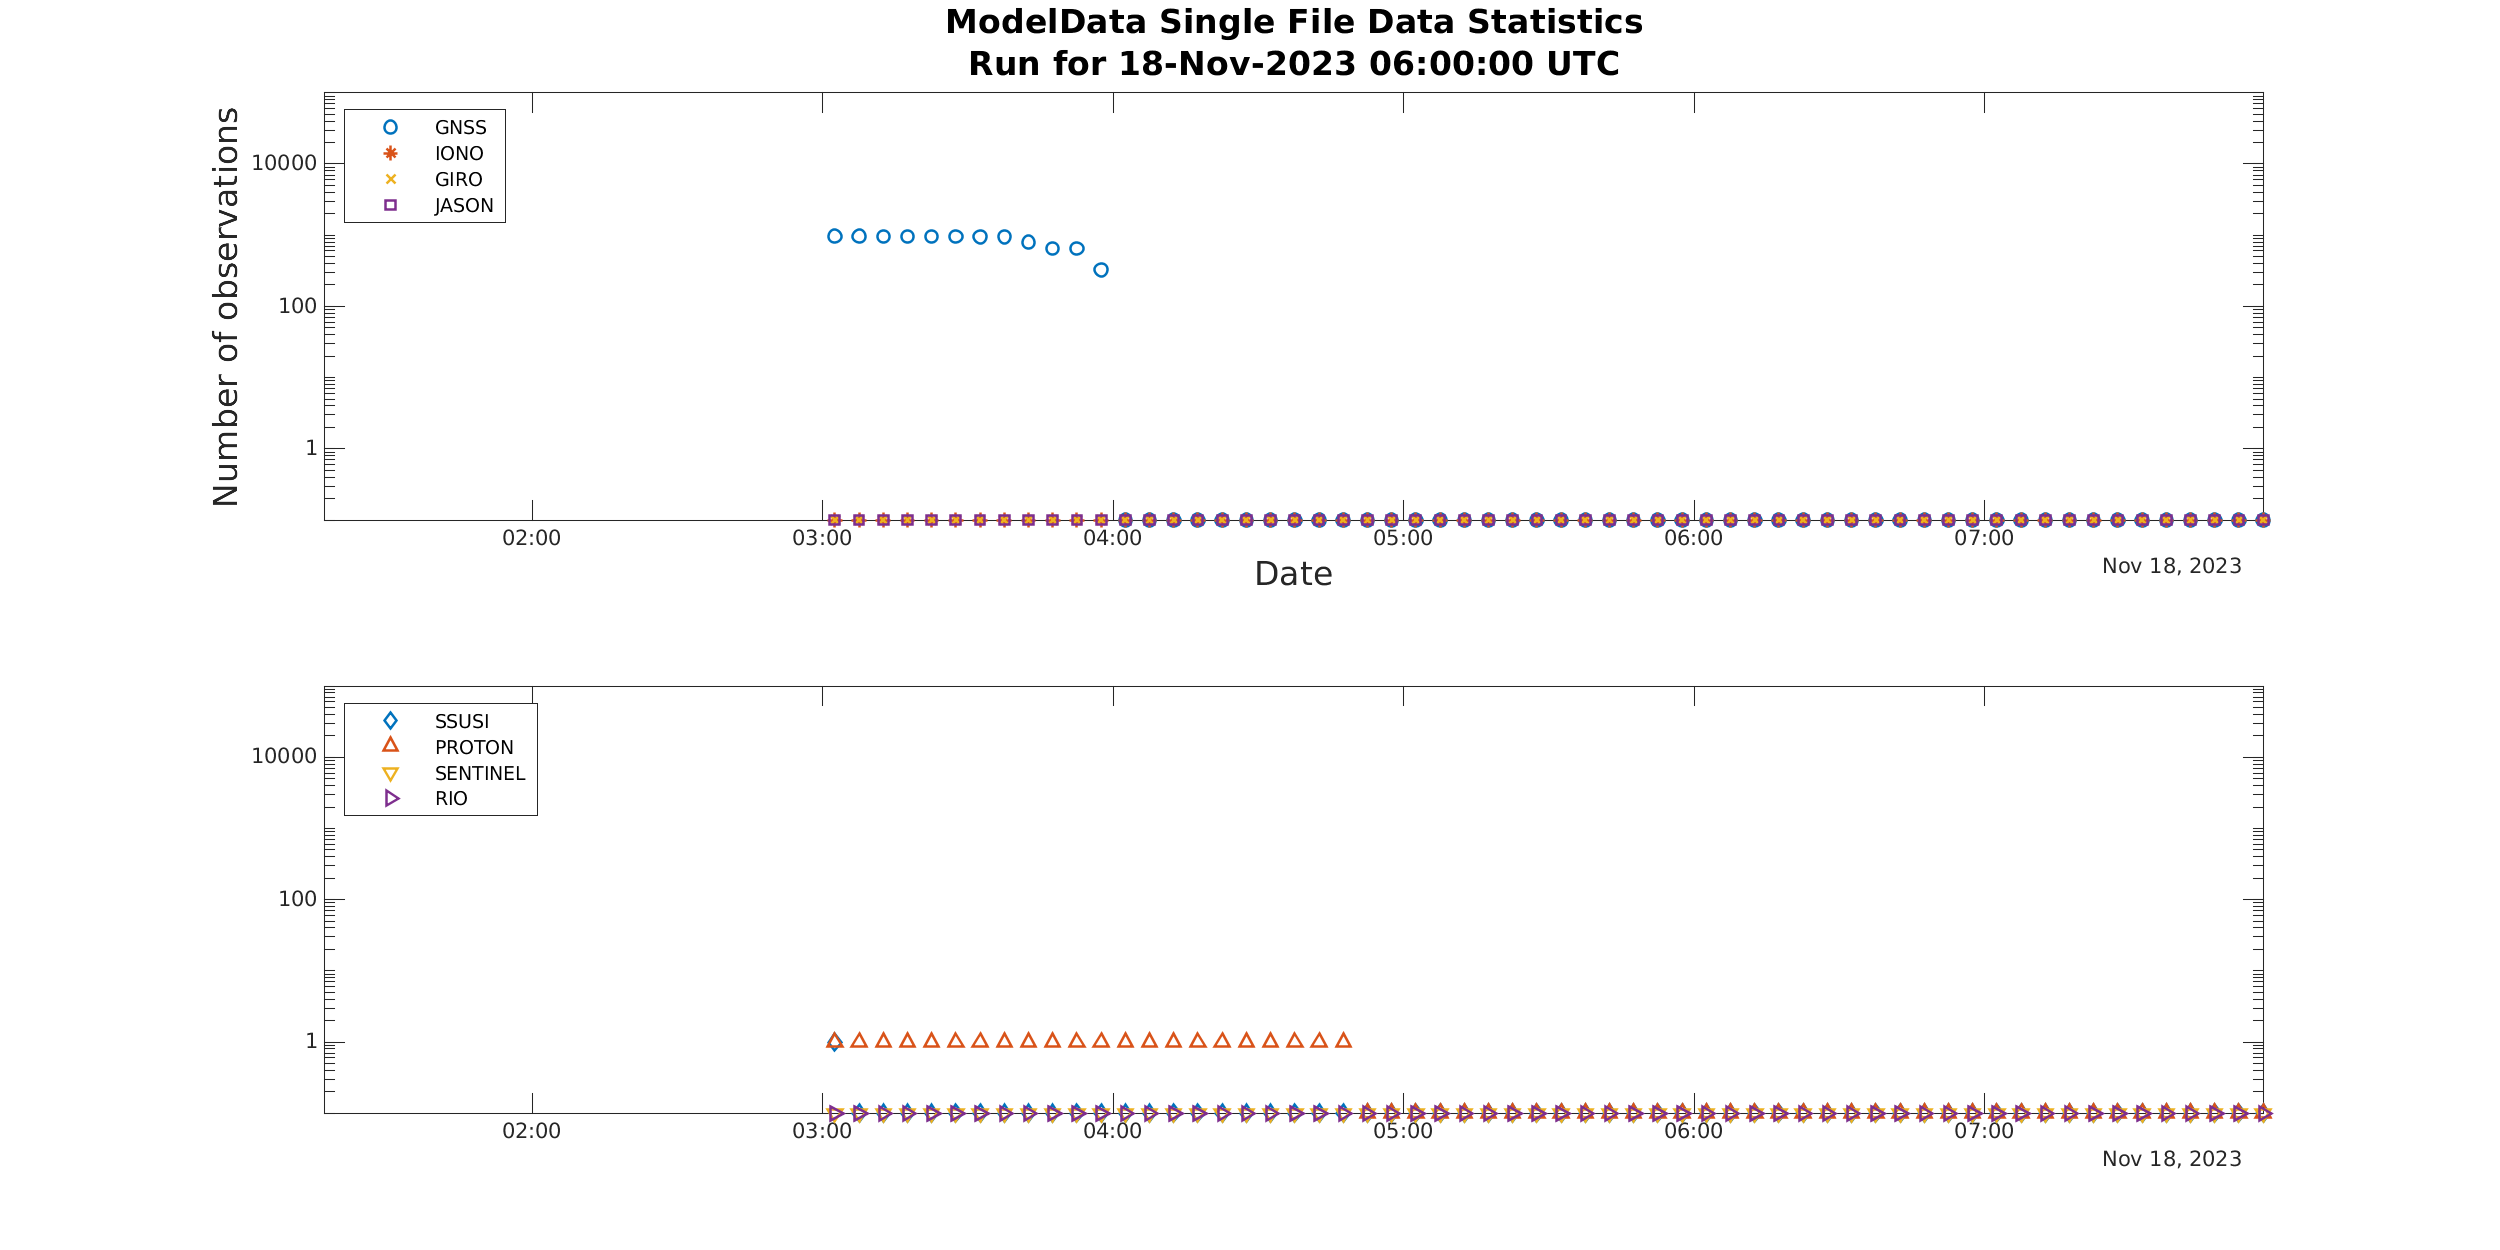 ModelData Single File Data Statistics
Run for 18-Nov-2023 06:00:00 UTC
Number of observations
10000
100
1
GNSS
IONO
GIRO
JASON
02:00 03:00 04:00 05:00 06:00 07:00
Nov 18, 2023
Date
10000
100
1
SSUSI
PROTON
SENTINEL
RIO
02:00 03:00 04:00 05:00 06:00 07:00
Nov 18, 2023